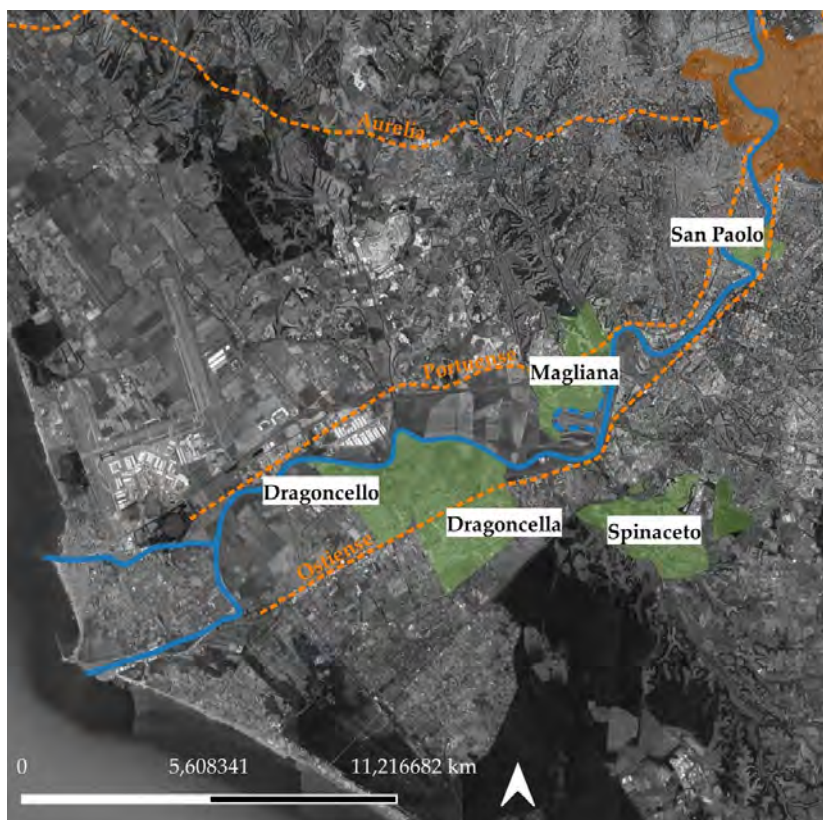 Aurelia
San Paolo
Portuense
Magliana
Dragoncello
Dragoncella
Spinaceto
Ostiense
0 5,608341 11,216682 km